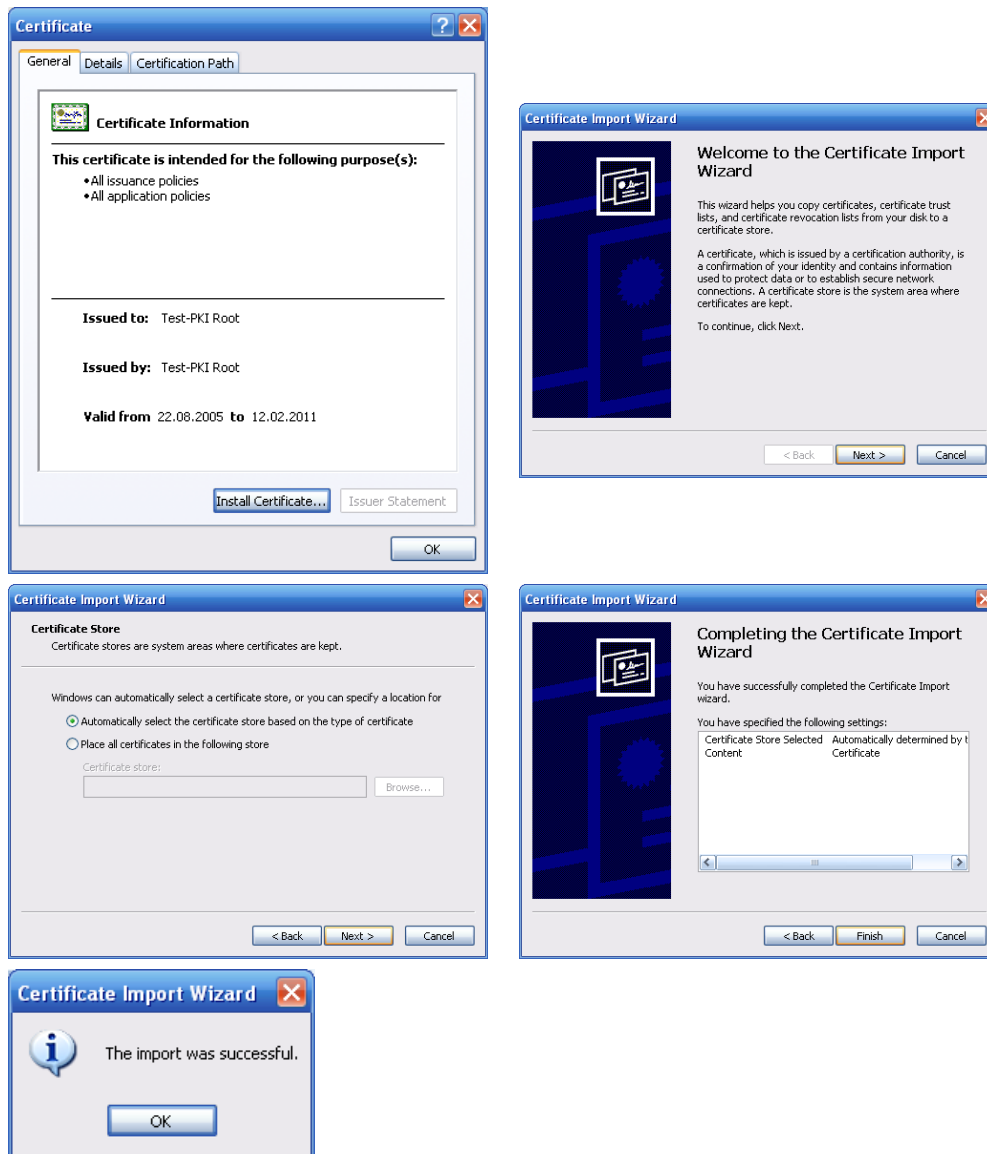 Certificate
General Details Certification Path
Certificate Information
This certificate is intended for the following purpose(s):
•All issuance policies
•All application policies
Issued to: Test-PKI Root
Issued by: Test-PKI Root
Valid from 22.08.2005 to 12.02.2011
Install Certificate... Issuer Statement
OK
Certificate Import Wizard
Welcome to the Certificate Import
Wizard
This wizard helps you copy certificates, certificate trust
lists, and certificate revocation lists from your disk to a
certificate store.
A certificate, which is issued by a certification authority, is
a confirmation of your identity and contains information
used to protect data or to establish secure network
connections. A certificate store is the system area where
certificates are kept.
To continue, click Next.
< Back Next > Cancel
Certificate Import Wizard
Certificate Store
Certificate stores are system areas where certificates are kept.
Windows can automatically select a certificate store, or you can specify a location for
Automatically select the certificate store based on the type of certificate
Place all certificates in the following store
Certificate store:
Browse...
< Back Next > Cancel
Certificate Import Wizard
Completing the Certificate Import
Wizard
You have successfully completed the Certificate Import
wizard.
You have specified the following settings:
Certificate Store Selected Automatically determined by t
Content Certificate
< Back Finish Cancel
Certificate Import Wizard
The import was successful.
OK